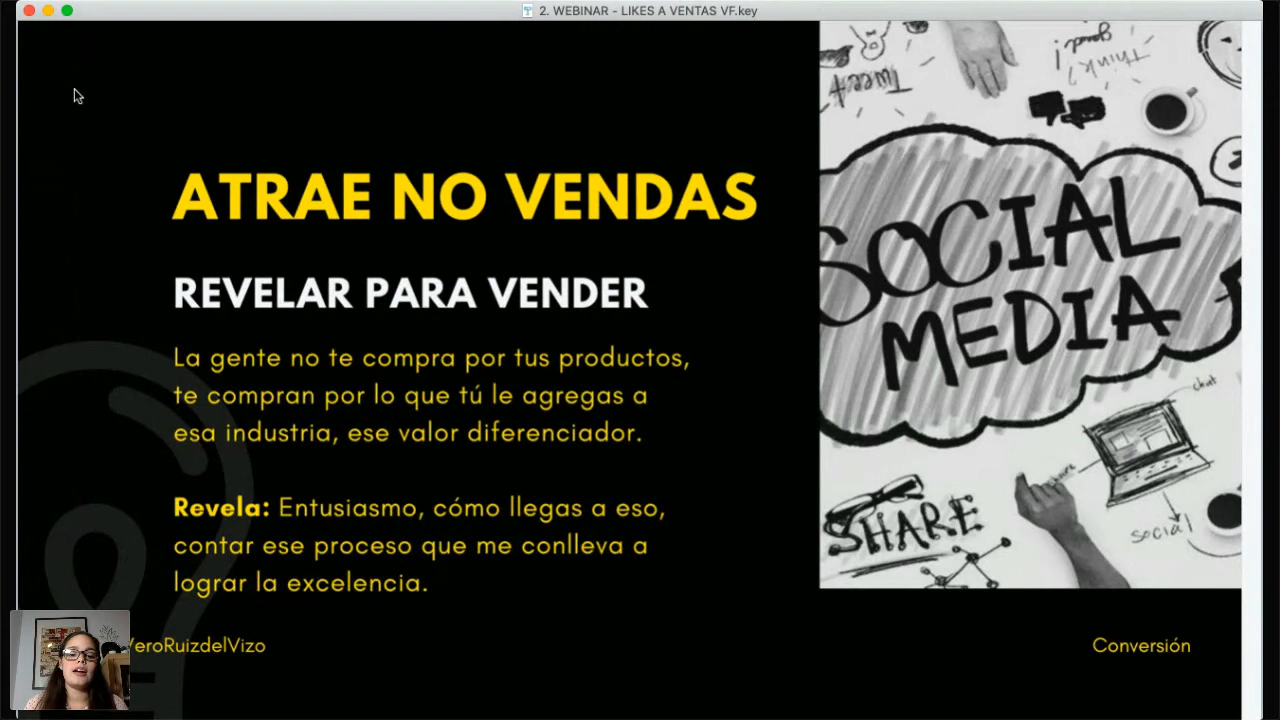 2. WEBINAR - LIKES A VENTAS VF.key
ATRAE NO VENDAS
REVELAR PARA VENDER
La gente no te compra por tus productos,
te compran por lo que tú le agregas a
esa industria, ese valor diferenciador.
Revela: Entusiasmo, cómo llegas a eso,
contar ese proceso que me conlleva a
lograr la excelencia.
VeroRuizdelVizo
Conversión
good!
Think?
Tweet
SOCIAL
MEDIA
chat
share
SHARE
social